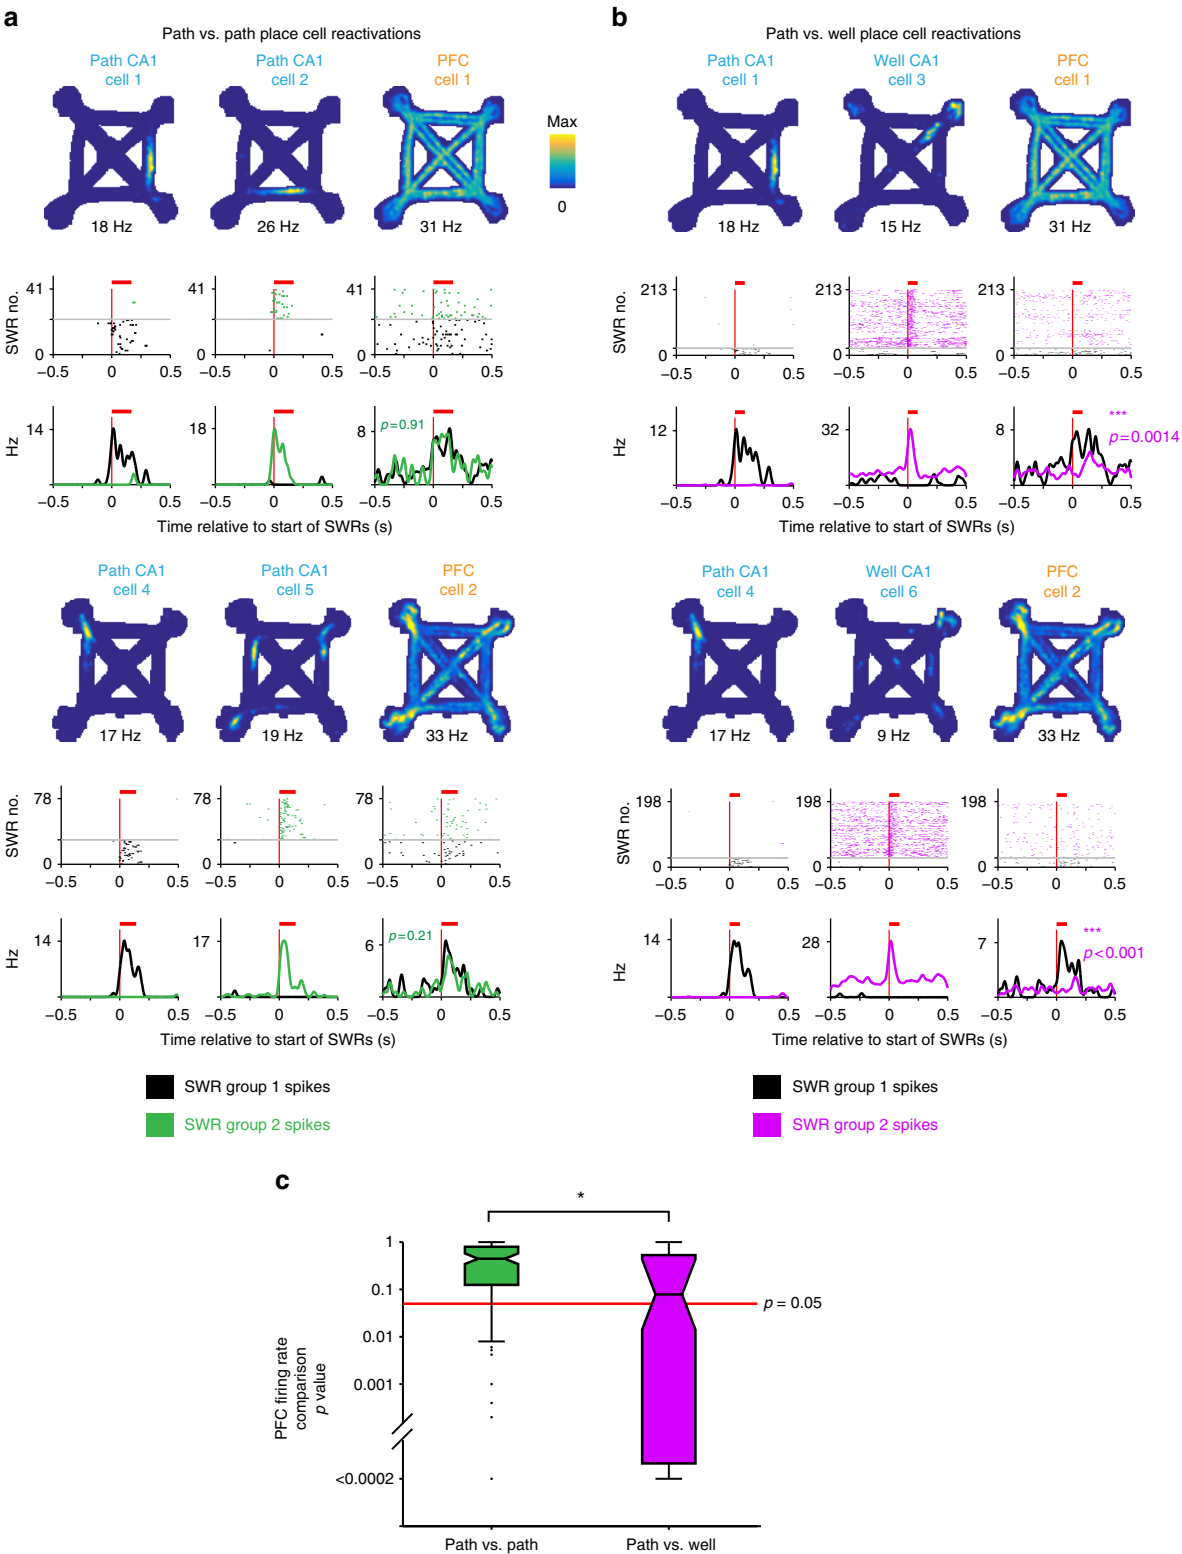 a
Path vs. path place cell reactivations
Path CA1 cell 1
Path CA1 cell 2
PFC cell 1
18 Hz
26 Hz
31 Hz
Max
0
SWR no.
41
0
−0.5 0 0.5
41
0
−0.5 0 0.5
41
0
−0.5 0 0.5
Hz
14
−0.5 0 0.5
18
−0.5 0 0.5
8
p=0.91
−0.5 0 0.5
Time relative to start of SWRs (s)
Path CA1 cell 4
Path CA1 cell 5
PFC cell 2
17 Hz
19 Hz
33 Hz
SWR no.
78
0
−0.5 0 0.5
78
0
−0.5 0 0.5
78
0
−0.5 0 0.5
Hz
14
−0.5 0 0.5
17
−0.5 0 0.5
6
p=0.21
−0.5 0 0.5
Time relative to start of SWRs (s)
SWR group 1 spikes
SWR group 2 spikes
b
Path vs. well place cell reactivations
Path CA1 cell 1
Well CA1 cell 3
PFC cell 1
18 Hz
15 Hz
31 Hz
SWR no.
213
0
−0.5 0 0.5
213
0
−0.5 0 0.5
213
0
−0.5 0 0.5
Hz
12
−0.5 0 0.5
32
−0.5 0 0.5
8
***
p=0.0014
−0.5 0 0.5
Time relative to start of SWRs (s)
Path CA1 cell 4
Well CA1 cell 6
PFC cell 2
17 Hz
9 Hz
33 Hz
SWR no.
198
0
−0.5 0 0.5
198
0
−0.5 0 0.5
198
0
−0.5 0 0.5
Hz
14
−0.5 0 0.5
28
−0.5 0 0.5
7
***
p<0.001
−0.5 0 0.5
Time relative to start of SWRs (s)
SWR group 1 spikes
SWR group 2 spikes
c
*
PFC firing rate
comparison
p value
1
0.1
0.01
0.001
<0.0002
p = 0.05
Path vs. path
Path vs. well